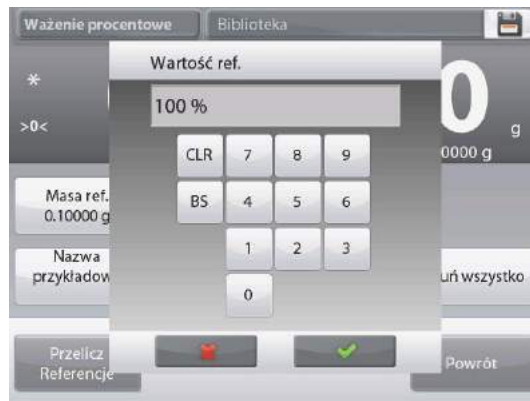 Ważenie procentowe
Biblioteka
Wartość ref.
*
100 %
0
>0<
g
0000 g
CLR 7 8 9
Masa ref.
0.10000 g
BS 4 5 6
Nazwa
przykładow
1 2 3
uń wszystko
0
Przelicz
Referencje
Powrót